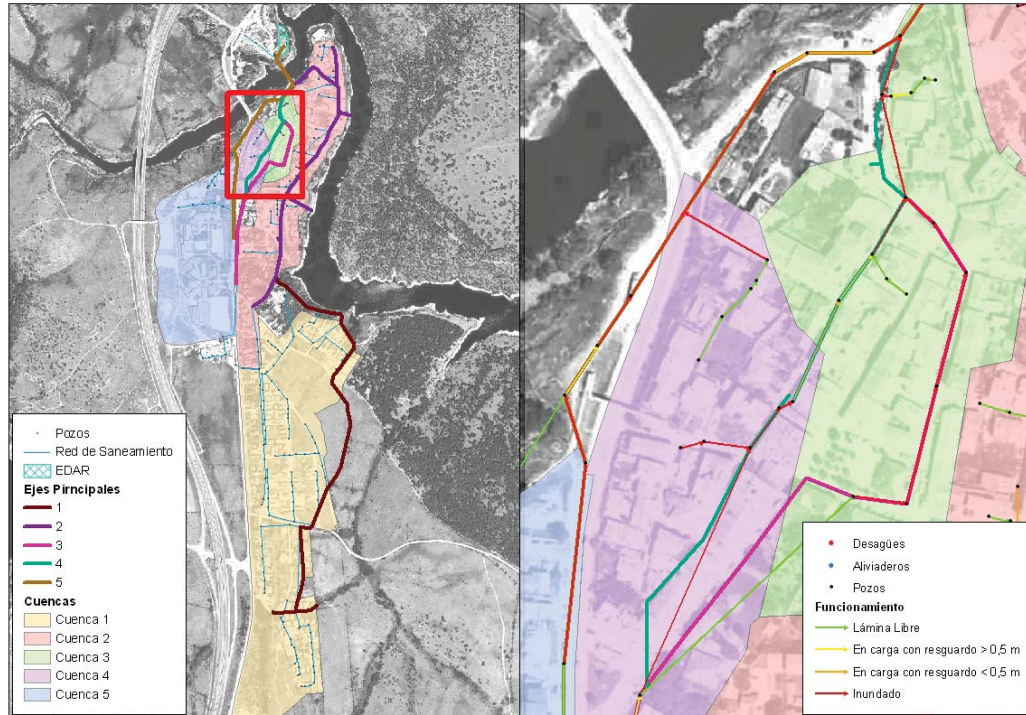 Pozos
Red de Saneamiento
EDAR
Ejes Pirncipales
1
2
3
4
5
Cuencas
Cuenca 1
Cuenca 2
Cuenca 3
Cuenca 4
Cuenca 5
Desagües
Aliviaderos
Pozos
Funcionamiento
Lámina Libre
En carga con resguardo > 0,5 m
En carga con resguardo < 0,5 m
Inundado